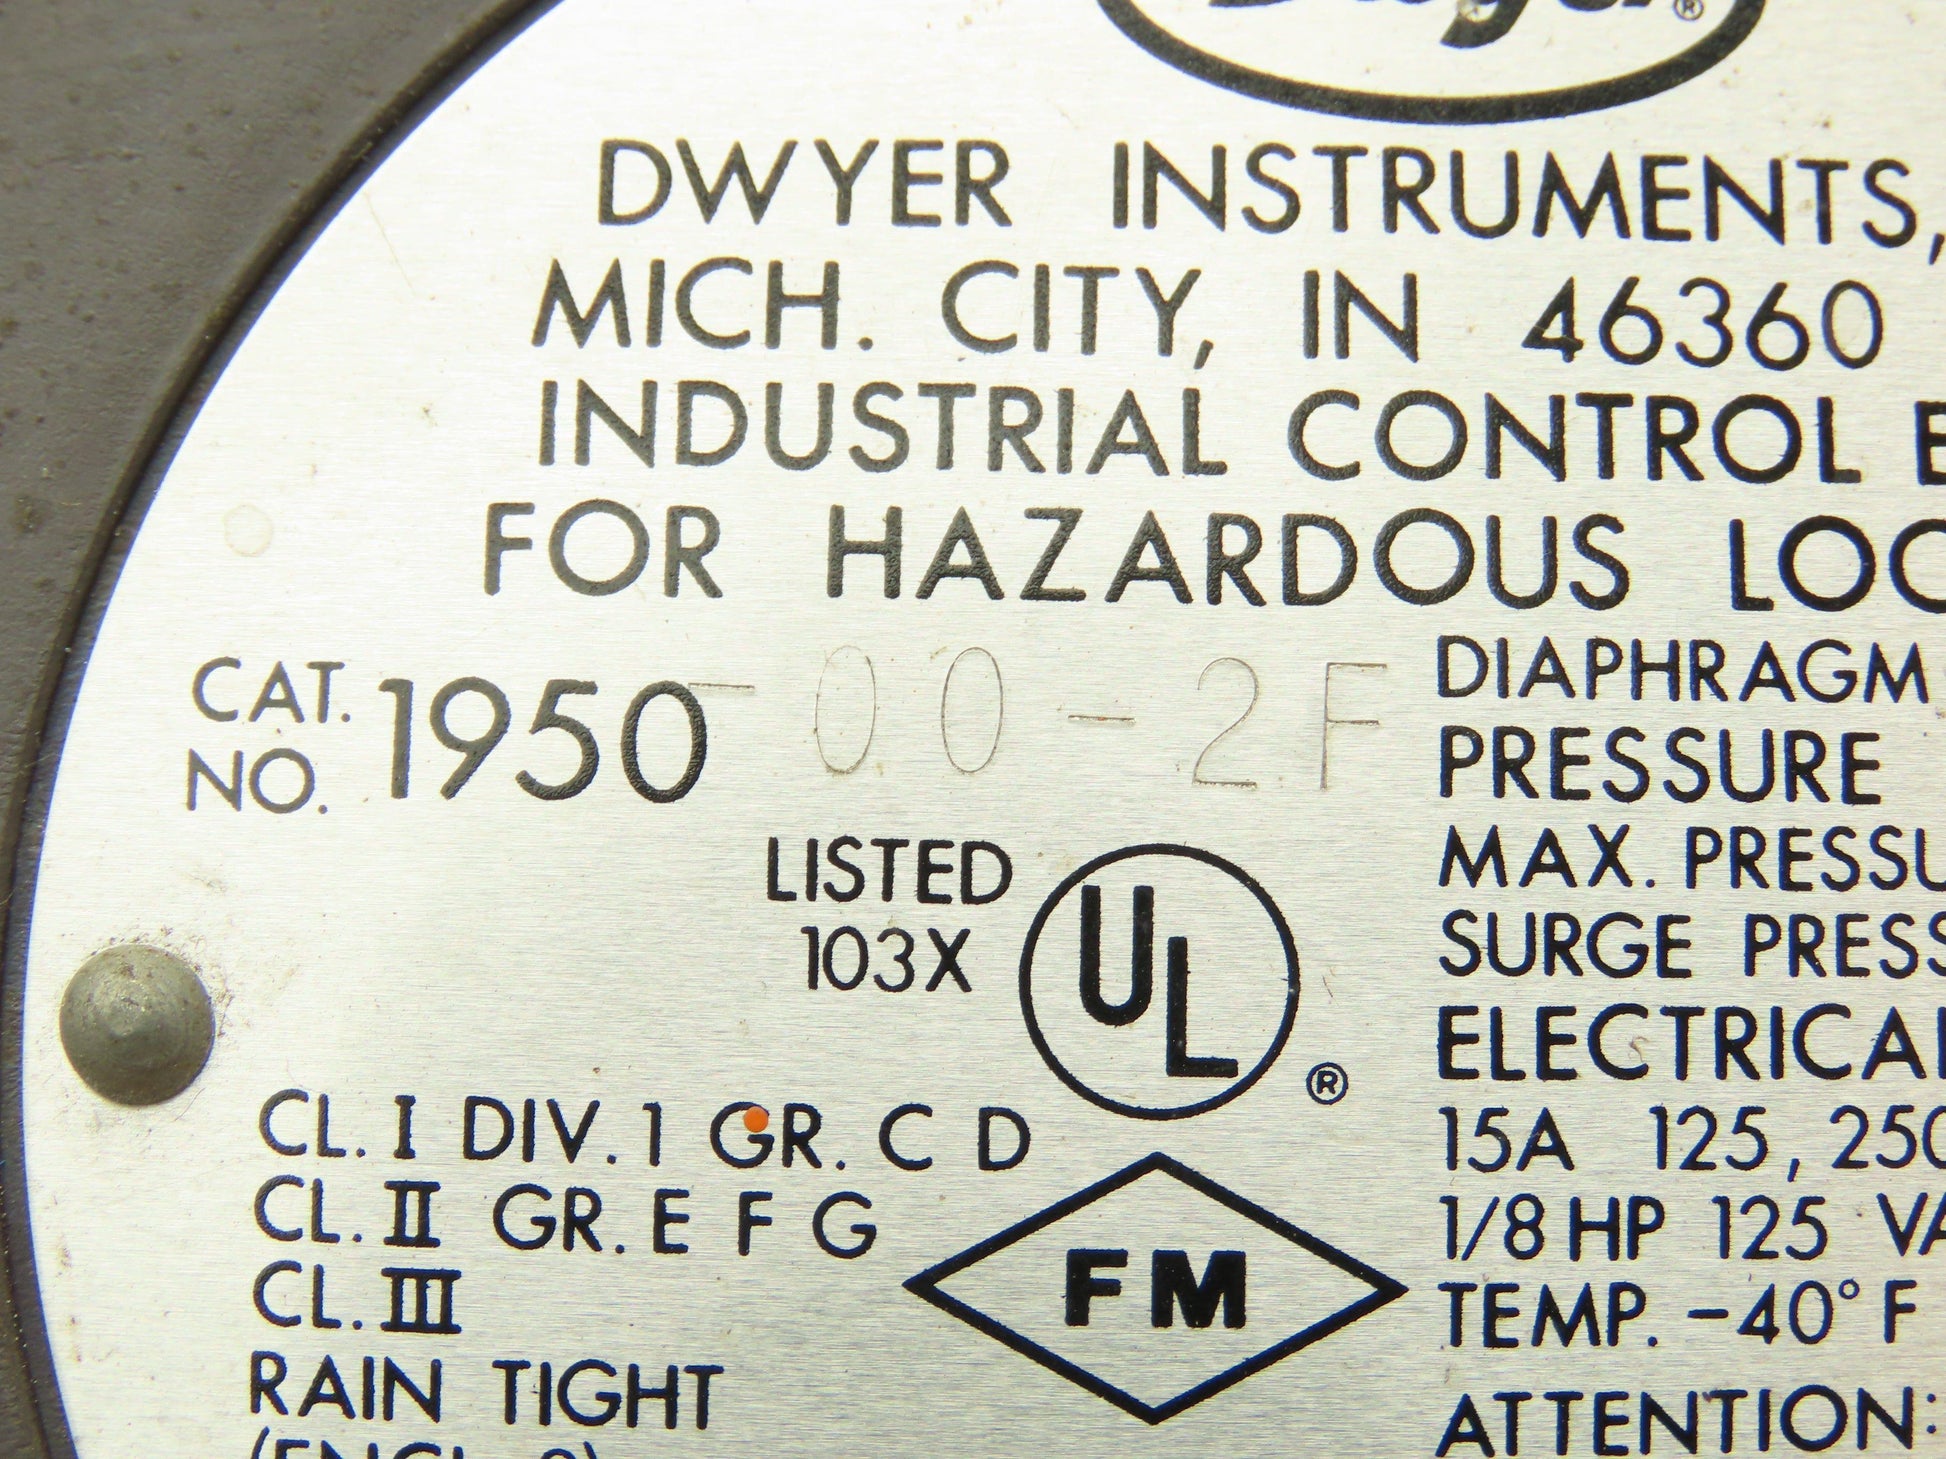 ®
DWYER INSTRUMENTS,
MICH. CITY, IN 46360
INDUSTRIAL CONTROL E
FOR HAZARDOUS LOC
CAT. NO. 1950-00-2F
LISTED
103X
UL
®
CL. I DIV. 1 GR. C D
CL. II GR. E F G
CL. III
RAIN TIGHT
FM
DIAPHRAGM
PRESSURE
MAX. PRESSU
SURGE PRESS
ELECTRICAL
15A 125, 250
1/8 HP 125 VA
TEMP. -40° F
ATTENTION: